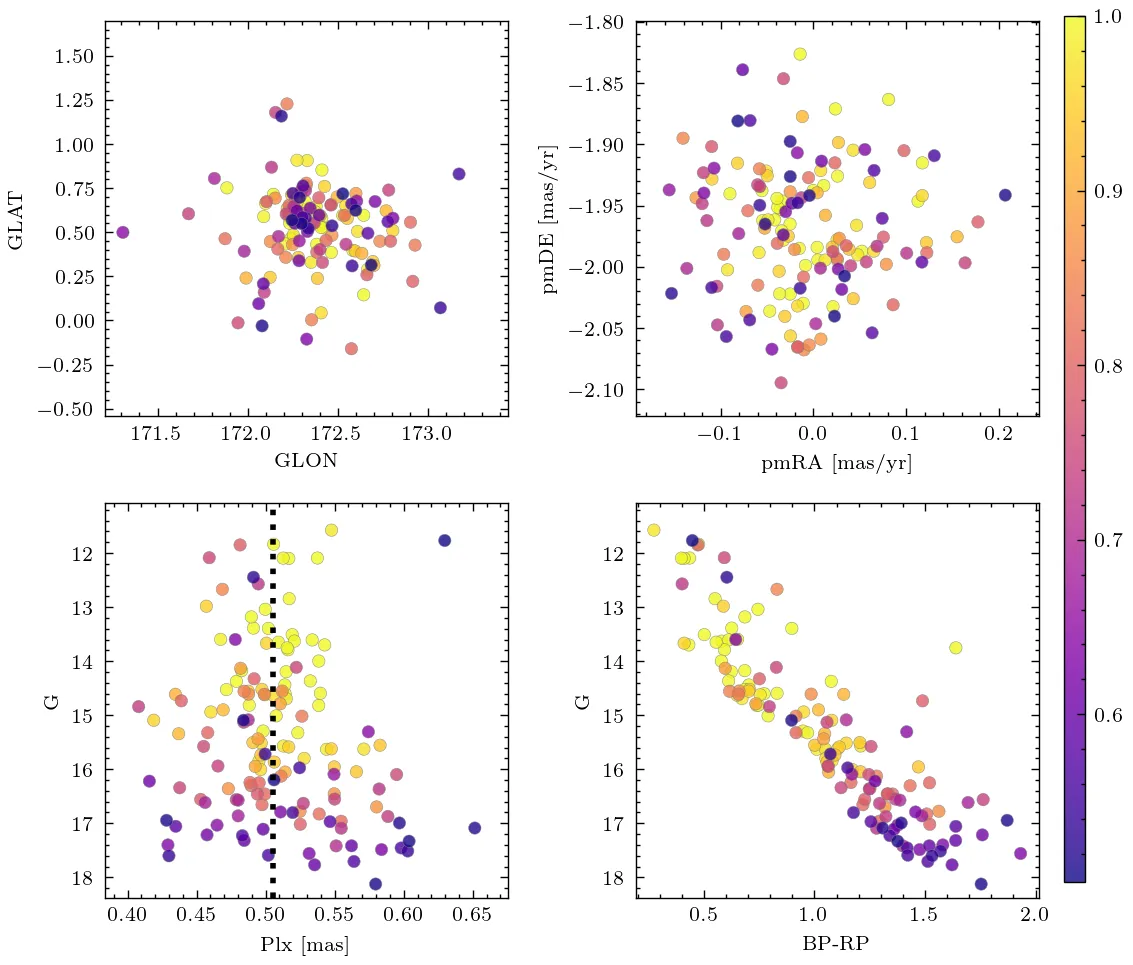 1.50
1.25
1.00
0.75
0.50
0.25
0.00
−0.25
−0.50
GLAT
171.5 172.0 172.5 173.0
GLON
−1.80
−1.85
−1.90
−1.95
−2.00
−2.05
−2.10
pmDE [mas/yr]
−0.1 0.0 0.1 0.2
pmRA [mas/yr]
12
13
14
15
16
17
18
G
0.40 0.45 0.50 0.55 0.60 0.65
Plx [mas]
12
13
14
15
16
17
18
G
0.5 1.0 1.5 2.0
BP-RP
1.0
0.9
0.8
0.7
0.6